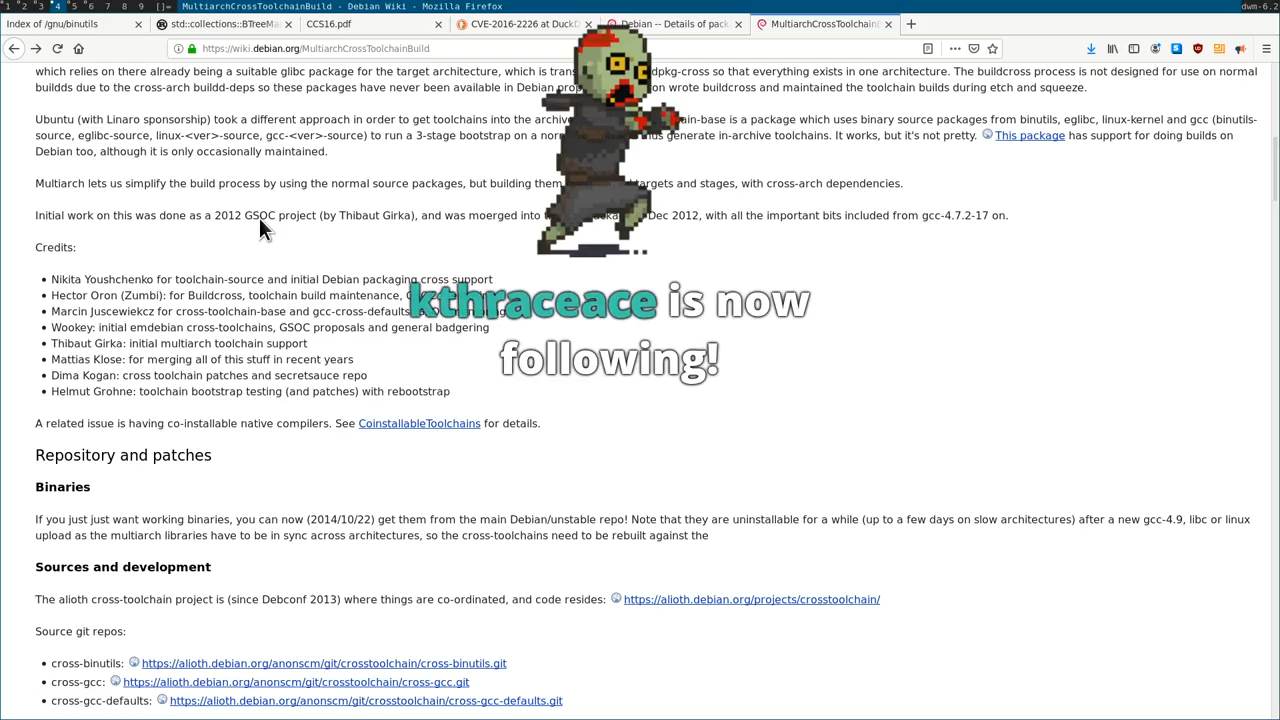 1 2 3 4 5 6 7 8 9 []= MultiarchCrossToolchainBuild - Debian Wiki - Mozilla Firefox dwm-6.2
Index of /gnu/binutils
std::collections::BTreeMa
CCS16.pdf
CVE-2016-2226 at DuckD
Debian -- Details of pack
MultiarchCrossToolchainB
https://wiki.debian.org/MultiarchCrossToolchainBuild
which relies on there already being a suitable glibc package for the target architecture, which is dpkg-cross so that everything exists in one architecture. The buildcross is not designed for use on normal
buildds due to the cross-arch buildd-deps so these packages have never been available in Debian on wrote buildcross and maintained the toolchain builds during etch and squeeze.
Ubuntu (with Linaro sponsorship) took a different approach in order to get toolchains into the is a package which uses binary source packages from binutils, eglibc, linux-kernel and gcc (binutils-
source, eglibc-source, linux-<ver>-source, gcc-<ver>-source) to run a 3-stage bootstrap on a generate in-archive toolchains. It works, but it's not pretty. This package has support for doing builds on
Debian too, although it is only occasionally maintained.
Multiarch lets us simplify the build process by using the normal source packages, but building them targets and stages, with cross-arch dependencies.
Initial work on this was done as a 2012 GSOC project (by Thibaut Girka), and was moerged into Dec 2012, with all the important bits included from gcc-4.7.2-17 on.
Credits:
• Nikita Youshchenko for toolchain-source and initial Debian packaging cross support
• Hector Oron (Zumbi): for Buildcross, toolchain build maintenance,
• Marcin Juscewiekcz for cross-toolchain-base and gcc-cross-defaults
• Wookey: initial emdebian cross-toolchains, GSOC proposals and general badgering
• Thibaut Girka: initial multiarch toolchain support
• Mattias Klose: for merging all of this stuff in recent years
• Dima Kogan: cross toolchain patches and secretsauce repo
• Helmut Grohne: toolchain bootstrap testing (and patches) with rebootstrap
kthraceace is now
following!
A related issue is having co-installable native compilers. See CoinstallableToolchains for details.
Repository and patches
Binaries
If you just just want working binaries, you can now (2014/10/22) get them from the main Debian/unstable repo! Note that they are uninstallable for a while (up to a few days on slow architectures) after a new gcc-4.9, libc or linux
upload as the multiarch libraries have to be in sync across architectures, so the cross-toolchains need to be rebuilt against the
Sources and development
The alioth cross-toolchain project is (since Debconf 2013) where things are co-ordinated, and code resides: https://alioth.debian.org/projects/crosstoolchain/
Source git repos:
• cross-binutils: https://alioth.debian.org/anonscm/git/crosstoolchain/cross-binutils.git
• cross-gcc: https://alioth.debian.org/anonscm/git/crosstoolchain/cross-gcc.git
• cross-gcc-defaults: https://alioth.debian.org/anonscm/git/crosstoolchain/cross-gcc-defaults.git